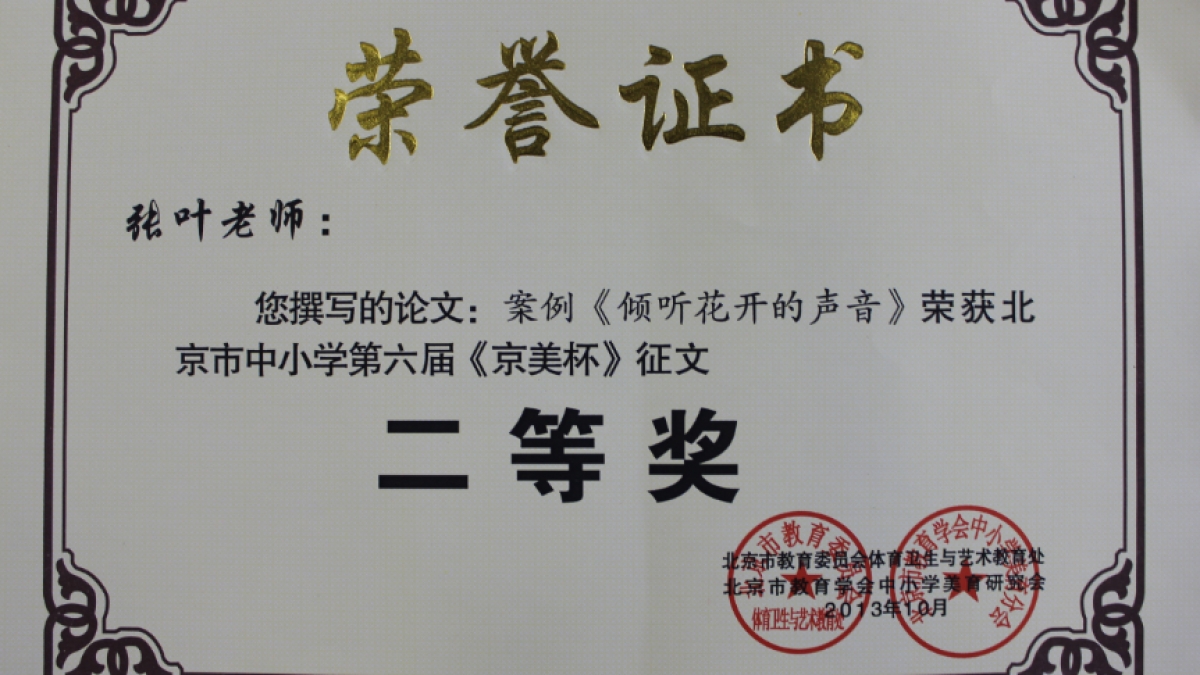 荣誉证书
张叶老师：
您撰写的论文：案例《倾听花开的声音》荣获北
京市中小学第六届《京美杯》征文
二等奖
北京市教育委员会体育卫生与艺术教育处
北京市教育学会中小学美育研究会
2013年10月